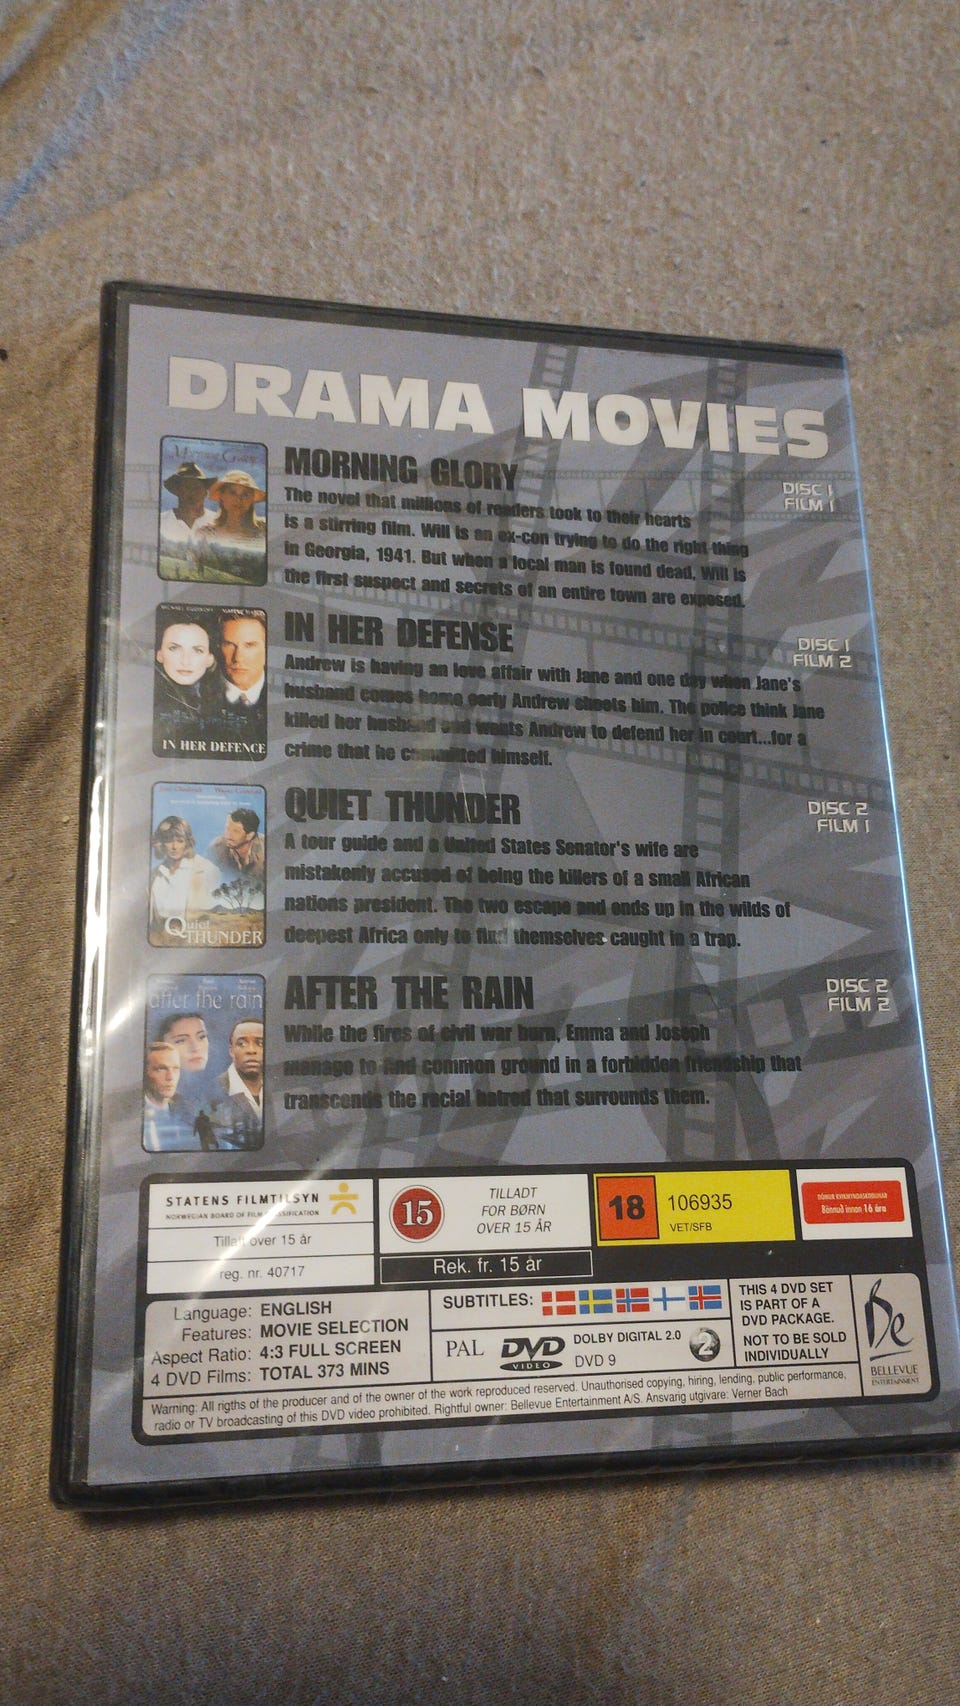 DRAMA MOVIES
MORNING GLORY
DISC 1
FILM 1
The novel that millions of readers took to their hearts
is a stirring film. Will is an ex-con trying to do the right thing
in Georgia, 1941. But when a local man is found dead, Will is
the first suspect and secrets of an entire town are exposed.
IN HER DEFENSE
DISC 1
FILM 2
Andrew is having an love affair with Jane and one day when Jane's
husband comes home early Andrew shoots him. The police think Jane
killed her husband and wants Andrew to defend her in court...for a
crime that he committed himself.
IN HER DEFENCE
QUIET THUNDER
DISC 2
FILM 1
A tour guide and a United States Senator's wife are
mistakenly accused of being the killers of a small African
nations president. The two escape and ends up in the wilds of
deepest Africa only to find themselves caught in a trap.
Quiet
THUNDER
AFTER THE RAIN
DISC 2
FILM 2
after the rain
While the fires of civil war burn, Emma and Joseph
manage to find common ground in a forbidden friendship that
transcends the racial hatred that surrounds them.
STATENS FILMTILSYN
NORWEGIAN BOARD OF FILM CLASSIFICATION
Tillatt over 15 år
reg. nr. 40717
15
TILLADT
FOR BØRN
OVER 15 ÅR
Rek. fr. 15 år
18
106935
VET/SFB
Bönnuð innan 16 ára
Language: ENGLISH
Features: MOVIE SELECTION
Aspect Ratio: 4:3 FULL SCREEN
4 DVD Films: TOTAL 373 MINS
SUBTITLES:
PAL
DVD
VIDEO
DOLBY DIGITAL 2.0
DVD 9
2
THIS 4 DVD SET
IS PART OF A
DVD PACKAGE.
NOT TO BE SOLD
INDIVIDUALLY
Be
BELLEVUE
ENTERTAINMENT
Warning: All rigths of the producer and of the owner of the work reproduced reserved. Unauthorised copying, hiring, lending, public performance,
radio or TV broadcasting of this DVD video prohibited. Rightful owner: Bellevue Entertainment A/S. Ansvarig utgivare: Verner Bach